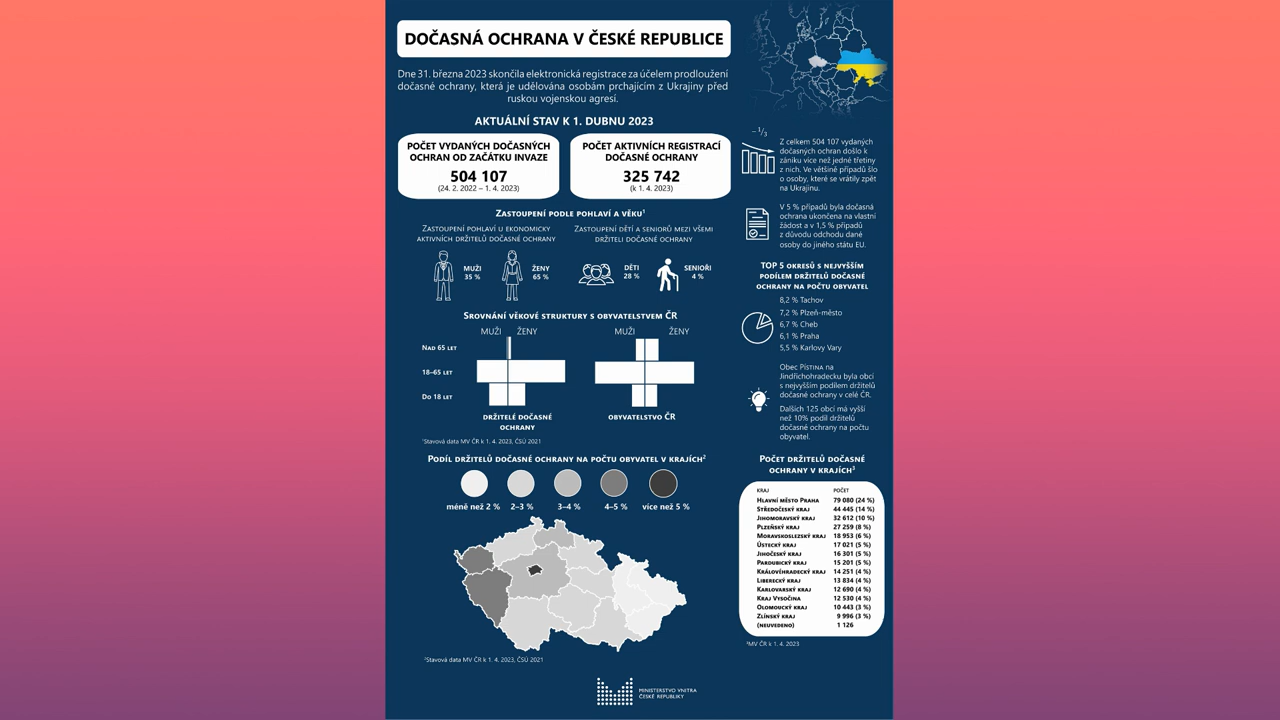 DOČASNÁ OCHRANA V ČESKÉ REPUBLICE
Dne 31. března 2023 skončila elektronická registrace za účelem prodloužení
dočasné ochrany, která je udělována osobám prchajícím z Ukrajiny před
ruskou vojenskou agresí.
AKTUÁLNÍ STAV K 1. DUBNU 2023
POČET VYDANÝCH DOČASNÝCH
OCHRAN OD ZAČÁTKU INVAZE
504 107
(24. 2. 2022 – 1. 4. 2023)
POČET AKTIVNÍCH REGISTRACÍ
DOČASNÉ OCHRANY
325 742
(k 1. 4. 2023)
ZASTOUPENÍ PODLE POHLAVÍ A VĚKU¹
ZASTOUPENÍ POHLAVÍ U EKONOMICKY
AKTIVNÍCH DRŽITELŮ DOČASNÉ OCHRANY
MUŽI
35 %
ŽENY
65 %
ZASTOUPENÍ DĚTÍ A SENIORŮ MEZI VŠEMI
DRŽITELI DOČASNÉ OCHRANY
DĚTI
28 %
SENIOŘI
4 %
SROVNÁNÍ VĚKOVÉ STRUKTURY S OBYVATELSTVEM ČR
MUŽI ŽENY
MUŽI ŽENY
NAD 65 LET
18–65 LET
DO 18 LET
DRŽITELÉ DOČASNÉ
OCHRANY
OBYVATELSTVO ČR
¹Stavová data MV ČR k 1. 4. 2023, ČSÚ 2021
PODÍL DRŽITELŮ DOČASNÉ OCHRANY NA POČTU OBYVATEL V KRAJÍCH²
méně než 2 % 2–3 % 3–4 % 4–5 % více než 5 %
²Stavová data MV ČR k 1. 4. 2023, ČSÚ 2021
– ¹/₃
Z celkem 504 107 vydaných
dočasných ochran došlo k
zániku více než jedné třetiny
z nich. Ve většině případů šlo
o osoby, které se vrátily zpět
na Ukrajinu.
V 5 % případů byla dočasná
ochrana ukončena na vlastní
žádost a v 1,5 % případů
z důvodu odchodu dané
osoby do jiného státu EU.
TOP 5 OKRESŮ S NEJVYŠŠÍM
PODÍLEM DRŽITELŮ DOČASNÉ
OCHRANY NA POČTU OBYVATEL
8,2 % Tachov
7,2 % Plzeň-město
6,7 % Cheb
6,1 % Praha
5,5 % Karlovy Vary
Obec PÍSTINA na
Jindřichohradecku byla obcí
s nejvyšším podílem držitelů
dočasné ochrany v celé ČR.
Dalších 125 obcí má vyšší
než 10% podíl držitelů
dočasné ochrany na počtu
obyvatel.
POČET DRŽITELŮ DOČASNÉ
OCHRANY V KRAJÍCH³
KRAJ POČET
HLAVNÍ MĚSTO PRAHA 79 080 (24 %)
STŘEDOČESKÝ KRAJ 44 445 (14 %)
JIHOMORAVSKÝ KRAJ 32 612 (10 %)
PLZEŇSKÝ KRAJ 27 259 (8 %)
MORAVSKOSLEZSKÝ KRAJ 18 953 (6 %)
ÚSTECKÝ KRAJ 17 021 (5 %)
JIHOČESKÝ KRAJ 16 301 (5 %)
PARDUBICKÝ KRAJ 15 201 (5 %)
KRÁLOVÉHRADECKÝ KRAJ 14 251 (4 %)
LIBERECKÝ KRAJ 13 834 (4 %)
KARLOVARSKÝ KRAJ 12 690 (4 %)
KRAJ VYSOČINA 12 530 (4 %)
OLOMOUCKÝ KRAJ 10 443 (3 %)
ZLÍNSKÝ KRAJ 9 996 (3 %)
(NEUVEDENO) 1 126
³MV ČR k 1. 4. 2023
MINISTERSTVO VNITRA
ČESKÉ REPUBLIKY